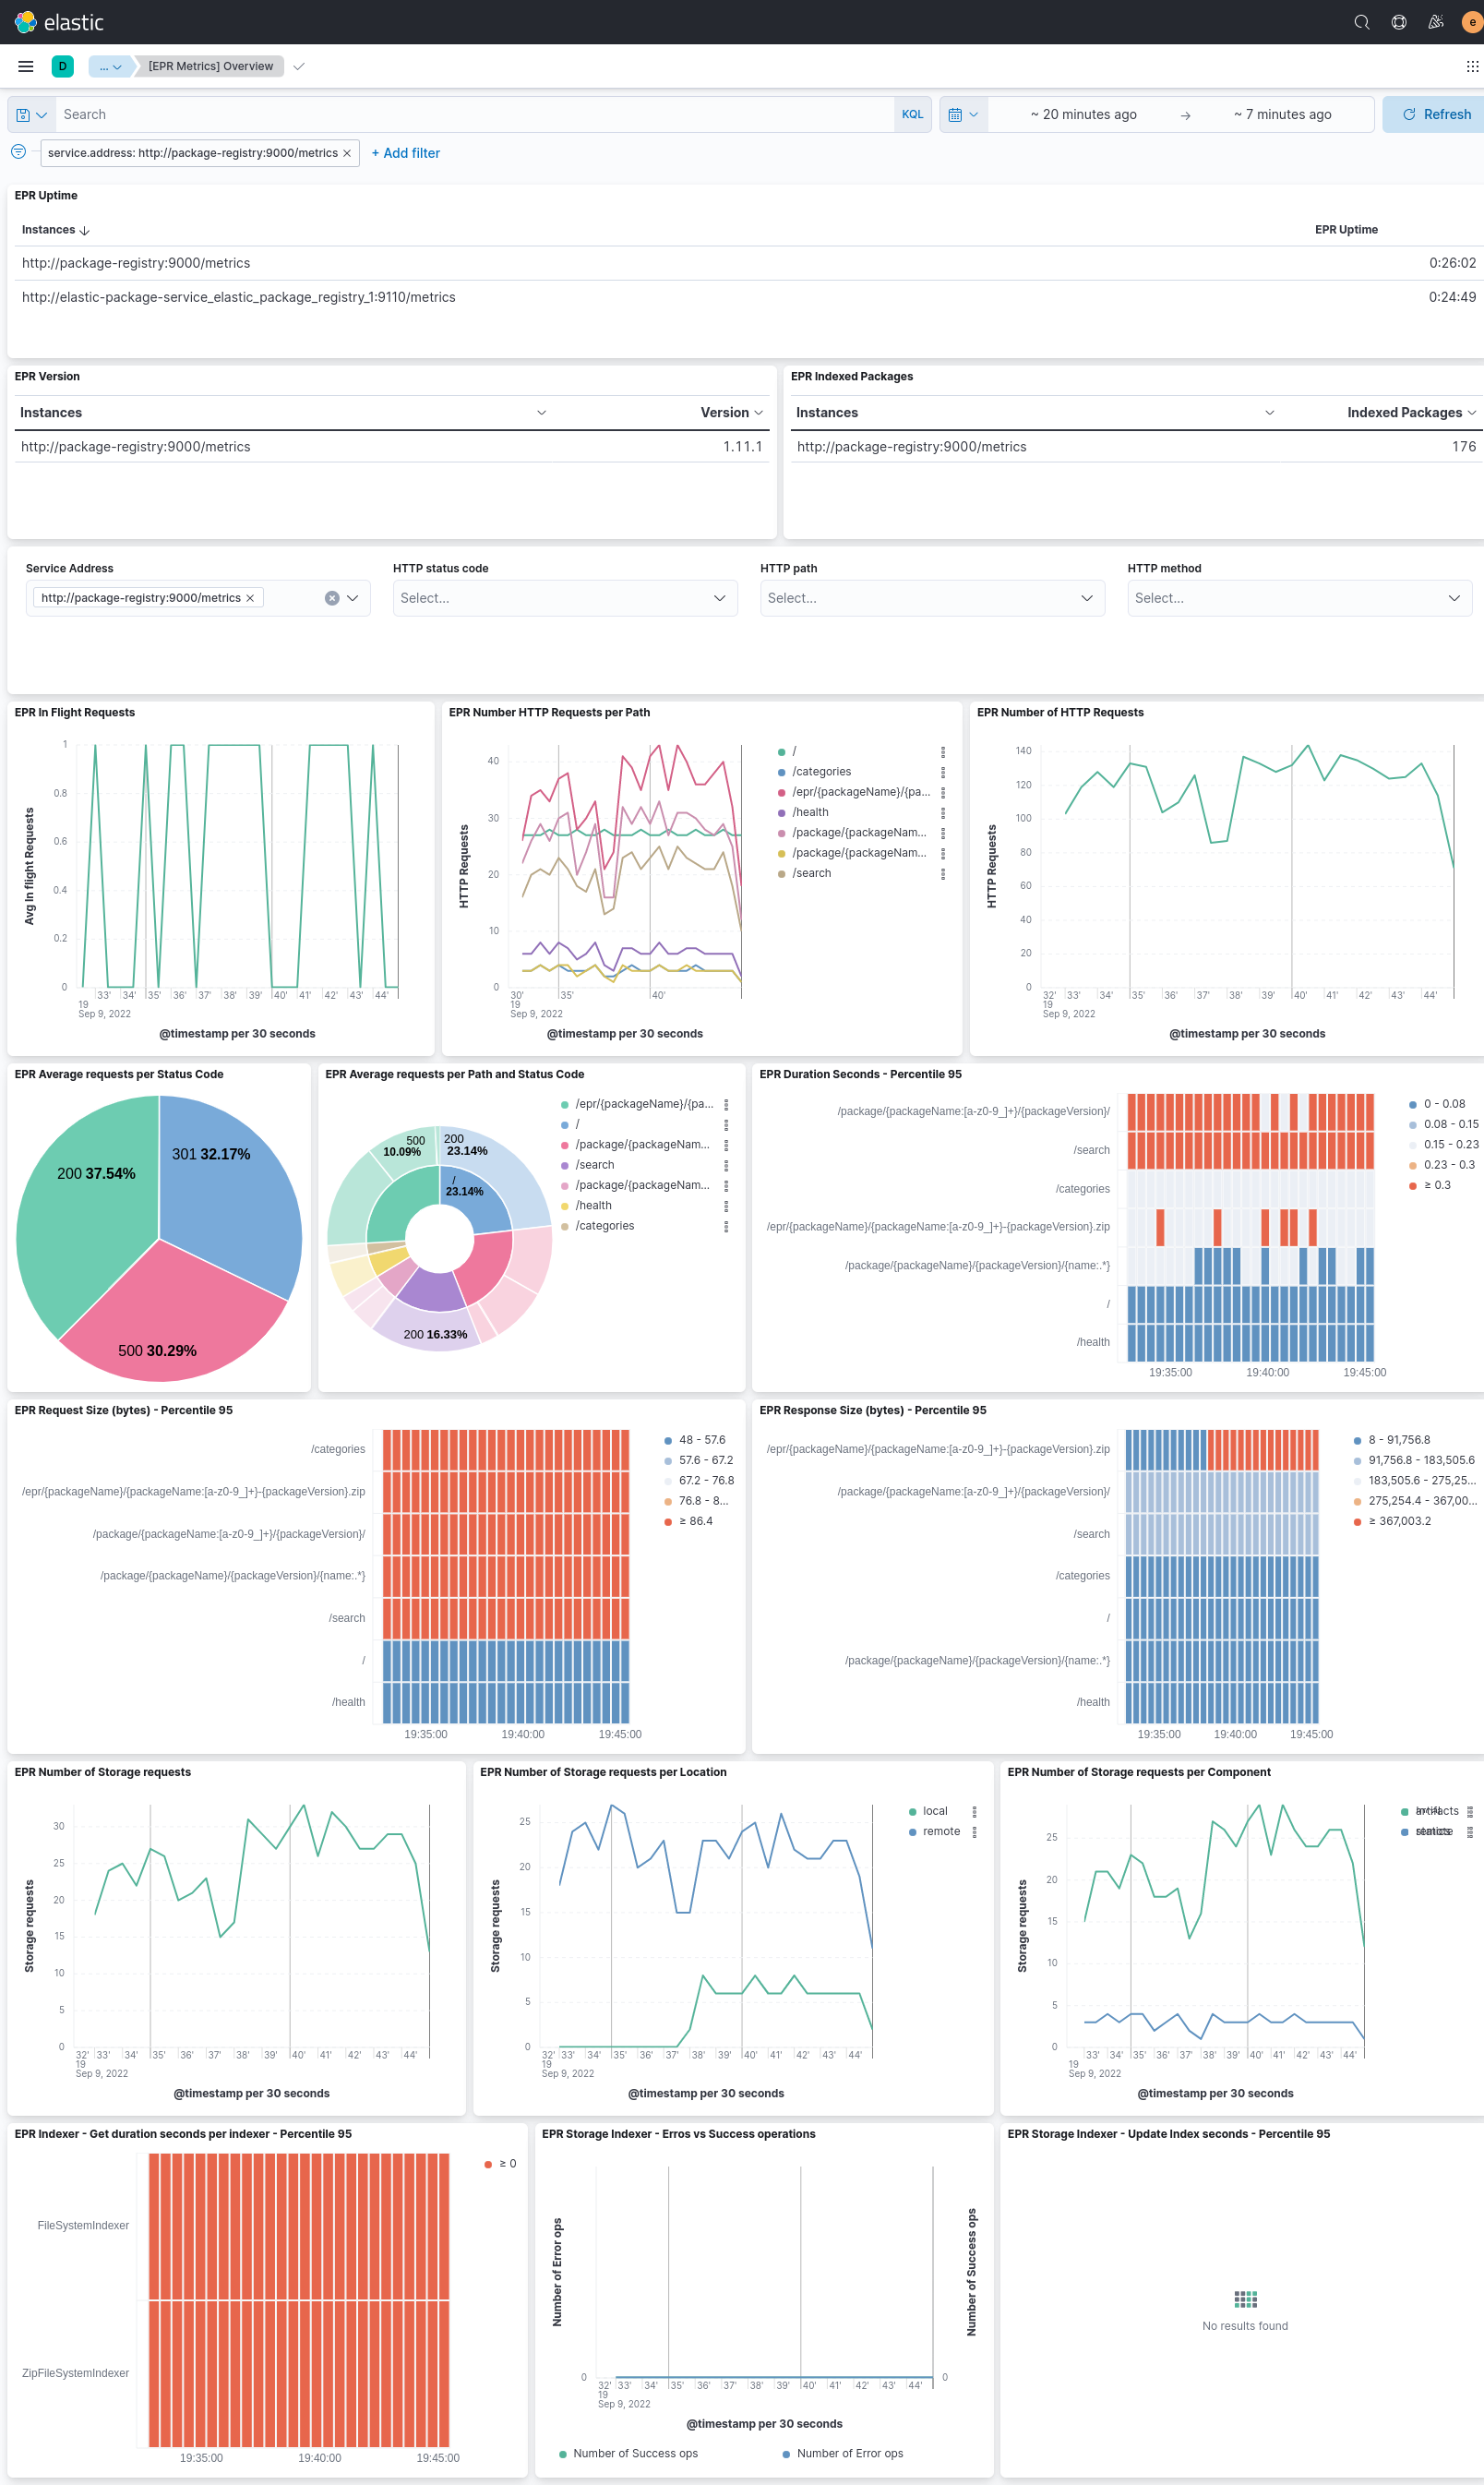 elastic
e
D
...
[EPR Metrics] Overview
Search
KQL
~ 20 minutes ago
→
~ 7 minutes ago
Refresh
service.address: http://package-registry:9000/metrics ×
+ Add filter
EPR Uptime
Instances ↓
EPR Uptime
http://package-registry:9000/metrics
0:26:02
http://elastic-package-service_elastic_package_registry_1:9110/metrics
0:24:49
EPR Version
Instances
Version
http://package-registry:9000/metrics
1.11.1
EPR Indexed Packages
Instances
Indexed Packages
http://package-registry:9000/metrics
176
Service Address
http://package-registry:9000/metrics ×
HTTP status code
Select...
HTTP path
Select...
HTTP method
Select...
EPR In Flight Requests
Avg In flight Requests
1
0.8
0.6
0.4
0.2
0
33' 34' 35' 36' 37' 38' 39' 40' 41' 42' 43' 44'
19
Sep 9, 2022
@timestamp per 30 seconds
EPR Number HTTP Requests per Path
HTTP Requests
40
30
20
10
0
30' 35' 40'
19
Sep 9, 2022
@timestamp per 30 seconds
/
/categories
/epr/{packageName}/{pa...
/health
/package/{packageNam...
/package/{packageNam...
/search
EPR Number of HTTP Requests
HTTP Requests
140
120
100
80
60
40
20
0
32' 33' 34' 35' 36' 37' 38' 39' 40' 41' 42' 43' 44'
19
Sep 9, 2022
@timestamp per 30 seconds
EPR Average requests per Status Code
301 32.17%
200 37.54%
500 30.29%
EPR Average requests per Path and Status Code
500
10.09%
200
23.14%
/
23.14%
200 16.33%
/epr/{packageName}/{pa...
/
/package/{packageNam...
/search
/package/{packageNam...
/health
/categories
EPR Duration Seconds - Percentile 95
/package/{packageName:[a-z0-9_]+}/{packageVersion}/
/search
/categories
/epr/{packageName}/{packageName:[a-z0-9_]+}-{packageVersion}.zip
/package/{packageName}/{packageVersion}/{name:.*}
/
/health
19:35:00 19:40:00 19:45:00
0 - 0.08
0.08 - 0.15
0.15 - 0.23
0.23 - 0.3
≥ 0.3
EPR Request Size (bytes) - Percentile 95
/categories
/epr/{packageName}/{packageName:[a-z0-9_]+}-{packageVersion}.zip
/package/{packageName:[a-z0-9_]+}/{packageVersion}/
/package/{packageName}/{packageVersion}/{name:.*}
/search
/
/health
19:35:00 19:40:00 19:45:00
48 - 57.6
57.6 - 67.2
67.2 - 76.8
76.8 - 8...
≥ 86.4
EPR Response Size (bytes) - Percentile 95
/epr/{packageName}/{packageName:[a-z0-9_]+}-{packageVersion}.zip
/package/{packageName:[a-z0-9_]+}/{packageVersion}/
/search
/categories
/
/package/{packageName}/{packageVersion}/{name:.*}
/health
19:35:00 19:40:00 19:45:00
8 - 91,756.8
91,756.8 - 183,505.6
183,505.6 - 275,25...
275,254.4 - 367,00...
≥ 367,003.2
EPR Number of Storage requests
Storage requests
30
25
20
15
10
5
0
32' 33' 34' 35' 36' 37' 38' 39' 40' 41' 42' 43' 44'
19
Sep 9, 2022
@timestamp per 30 seconds
EPR Number of Storage requests per Location
Storage requests
25
20
15
10
5
0
32' 33' 34' 35' 36' 37' 38' 39' 40' 41' 42' 43' 44'
19
Sep 9, 2022
@timestamp per 30 seconds
local
remote
EPR Number of Storage requests per Component
Storage requests
25
20
15
10
5
0
33' 34' 35' 36' 37' 38' 39' 40' 41' 42' 43' 44'
19
Sep 9, 2022
@timestamp per 30 seconds
artifacts
statics
EPR Indexer - Get duration seconds per indexer - Percentile 95
FileSystemIndexer
ZipFileSystemIndexer
19:35:00 19:40:00 19:45:00
≥ 0
EPR Storage Indexer - Erros vs Success operations
Number of Error ops
Number of Success ops
0
0
32' 33' 34' 35' 36' 37' 38' 39' 40' 41' 42' 43' 44'
19
Sep 9, 2022
@timestamp per 30 seconds
Number of Success ops
Number of Error ops
EPR Storage Indexer - Update Index seconds - Percentile 95
No results found